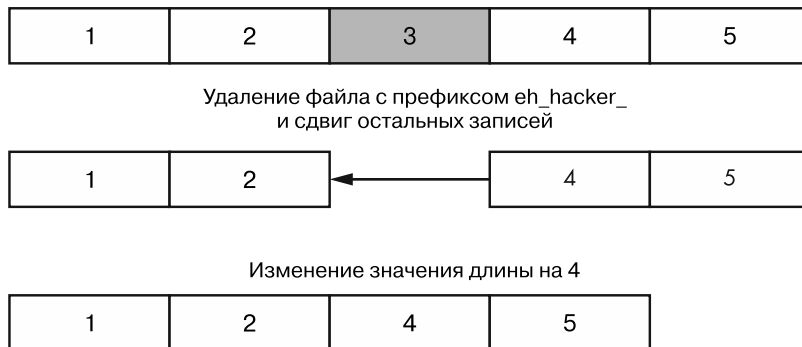 1 2 3 4 5
Удаление файла с префиксом eh_hacker_
и сдвиг остальных записей
1 2 4 5
Изменение значения длины на 4
1 2 4 5